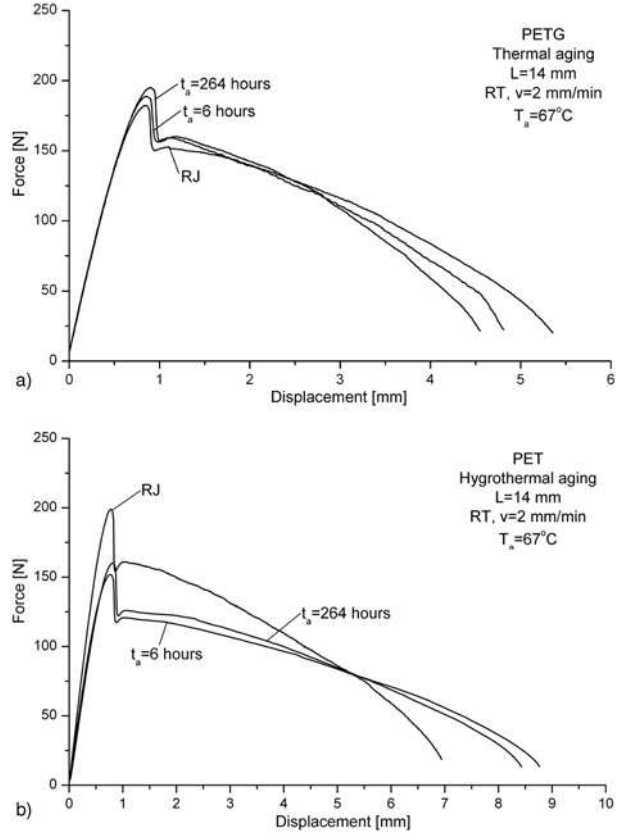 250
200
150
100
50
0
Force [N]
t_a=264 hours
t_a=6 hours
RJ
PETG
Thermal aging
L=14 mm
RT, v=2 mm/min
T_a=67°C
0 1 2 3 4 5 6
Displacement [mm]
a)
250
200
150
100
50
0
Force [N]
RJ
t_a=264 hours
t_a=6 hours
PET
Hygrothermal aging
L=14 mm
RT, v=2 mm/min
T_a=67°C
0 1 2 3 4 5 6 7 8 9 10
Displacement [mm]
b)